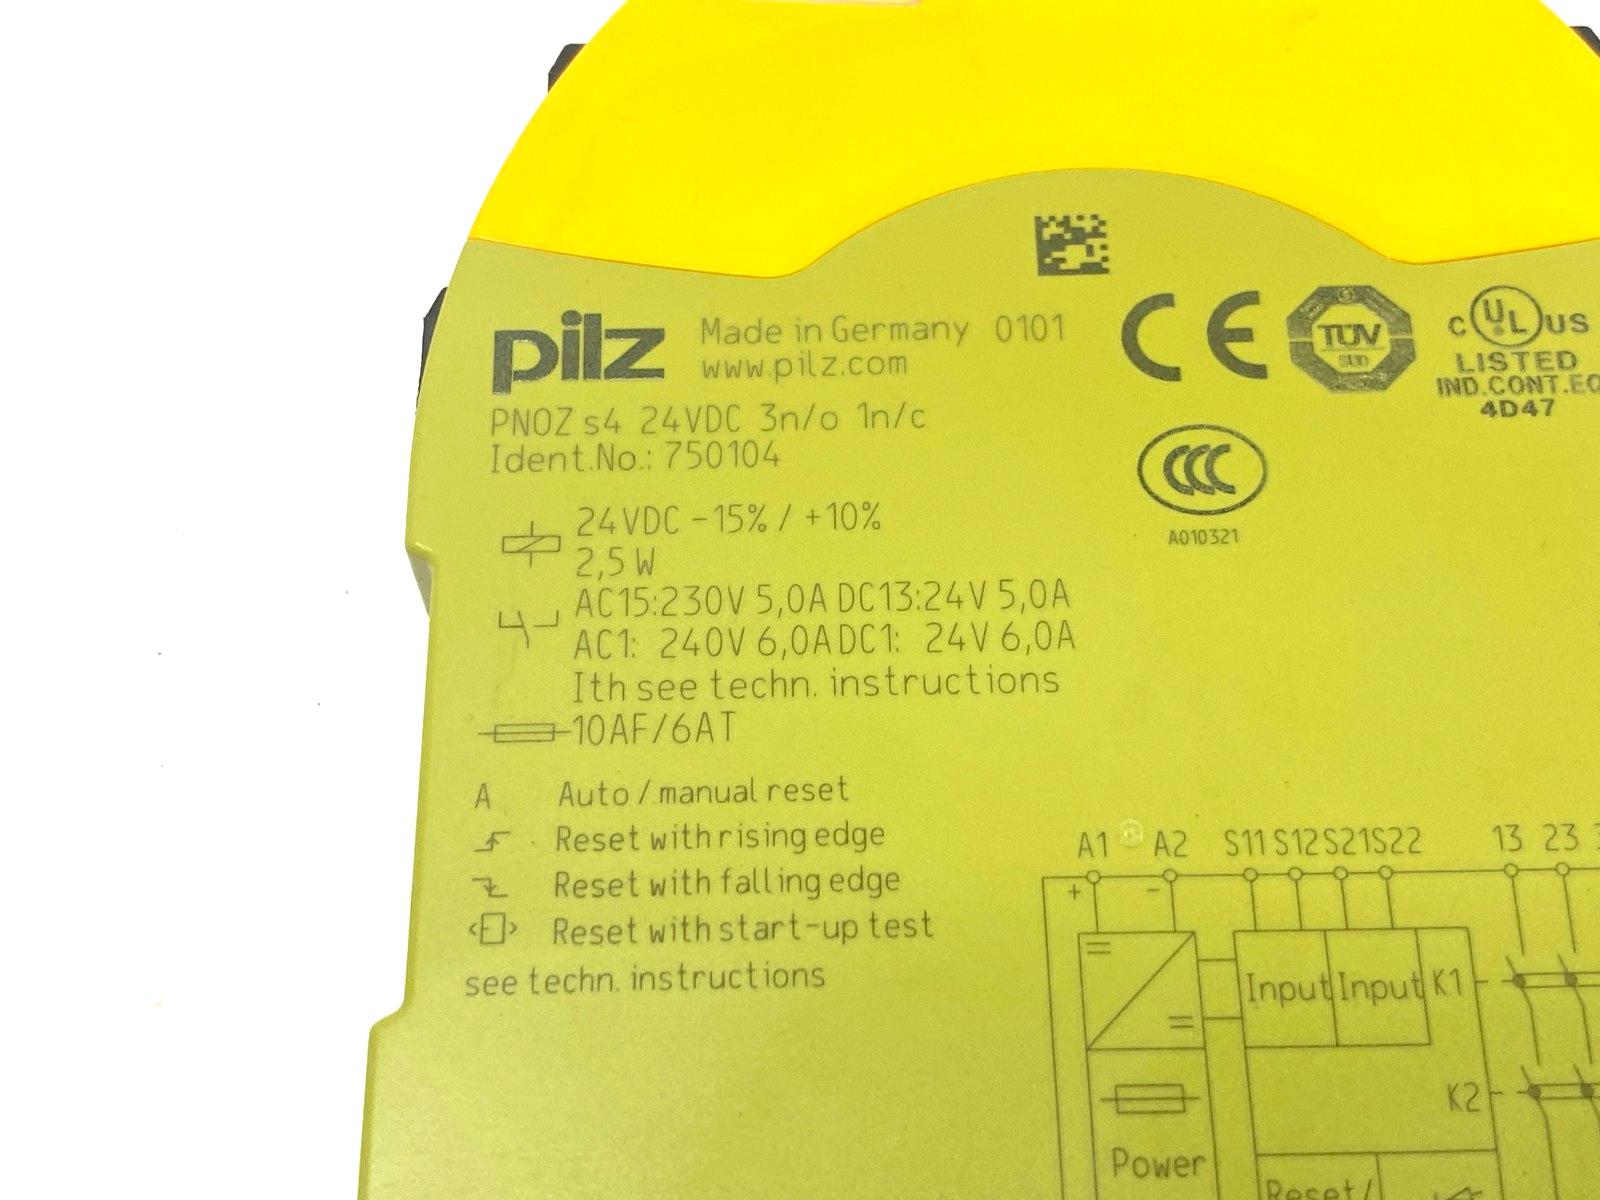 pilz Made in Germany 0101
www.pilz.com
CE TÜV SÜD
C UL US
LISTED
IND.CONT.EQ
4D47
PNOZ s4 24VDC 3n/o 1n/c
Ident.No.: 750104
CCC
A010321
24VDC -15% / +10%
2,5 W
AC15:230V 5,0A DC13:24V 5,0A
AC1: 240V 6,0A DC1: 24V 6,0A
Ith see techn. instructions
10AF/6AT
A Auto / manual reset
Reset with rising edge
Reset with falling edge
Reset with start-up test
see techn. instructions
A1 A2 S11 S12 S21 S22 13 23
+ -
Input Input K1
K2
Power
Reset/